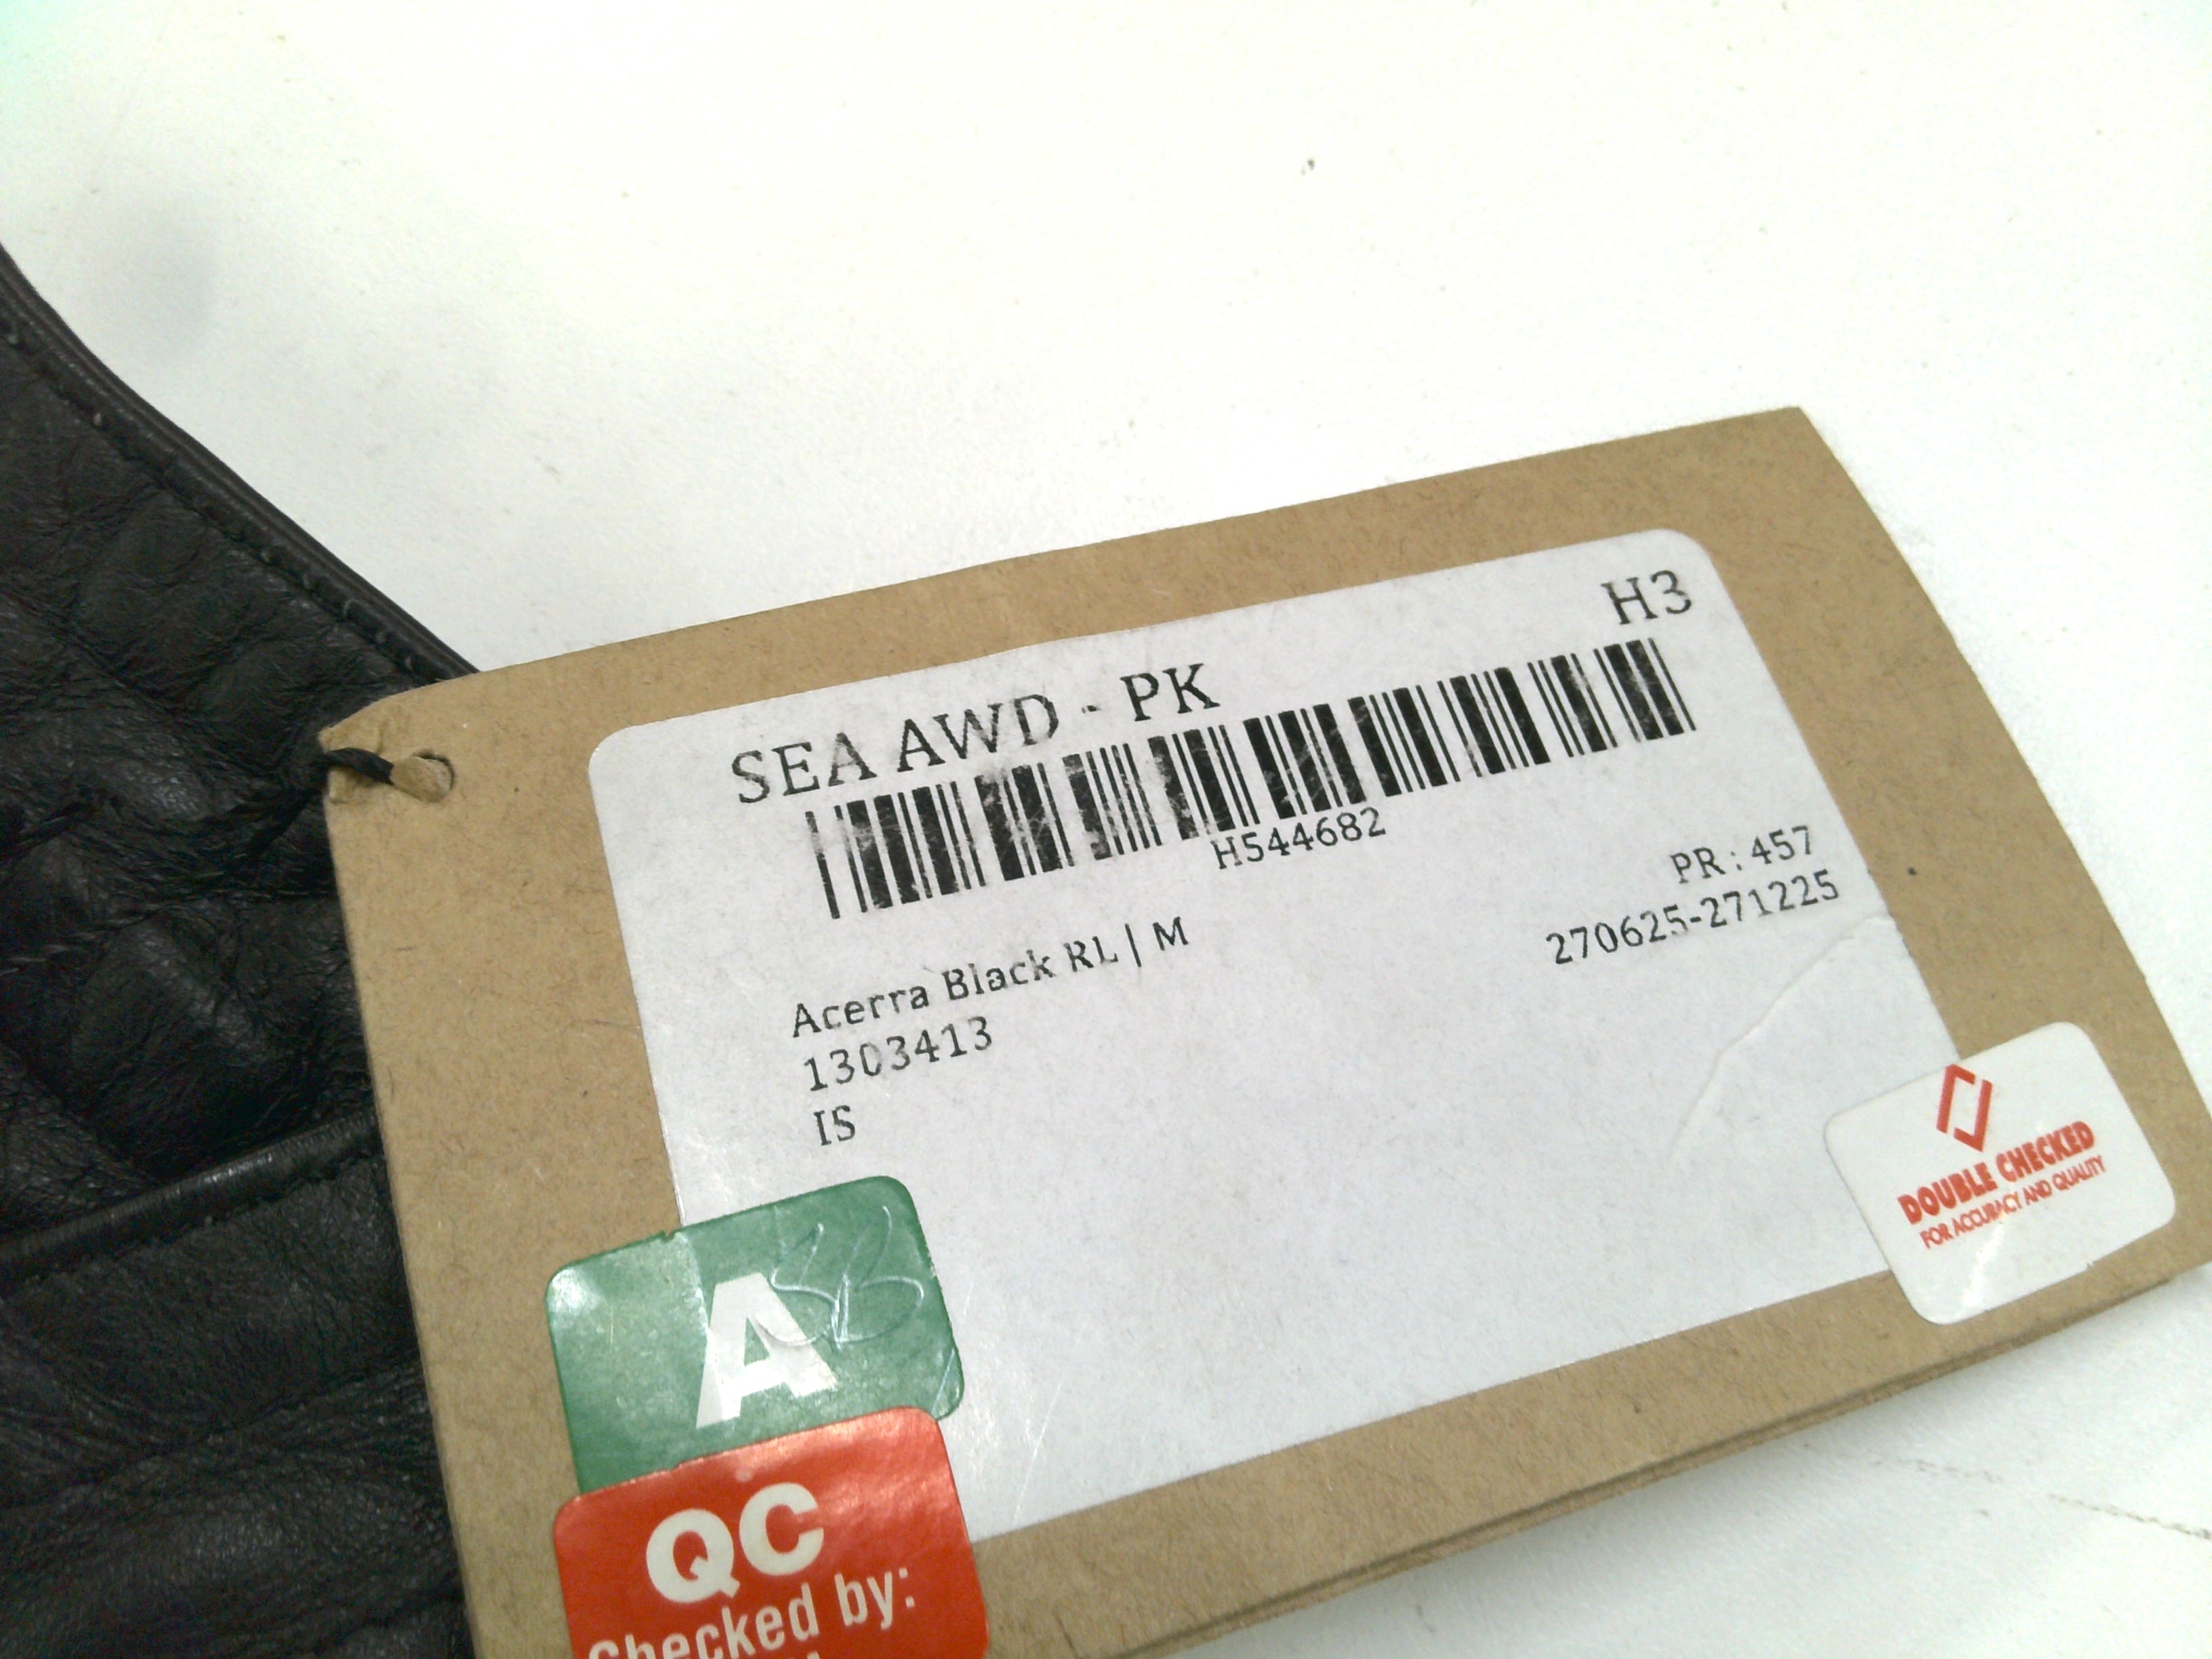 H3
SEA AWD - PK
H544682
PR : 457
270625-271225
Acerra Black RL | M
1303413
IS
A
QC
Checked by:
DOUBLE CHECKED
FOR ACCURACY AND QUALITY